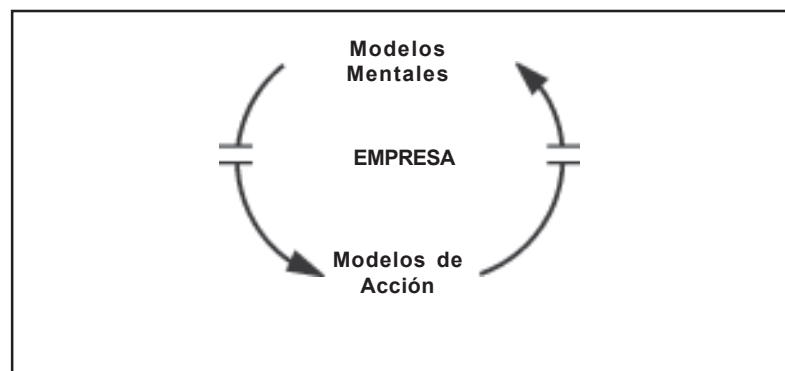 Modelos
Mentales
EMPRESA
Modelos de
Acción